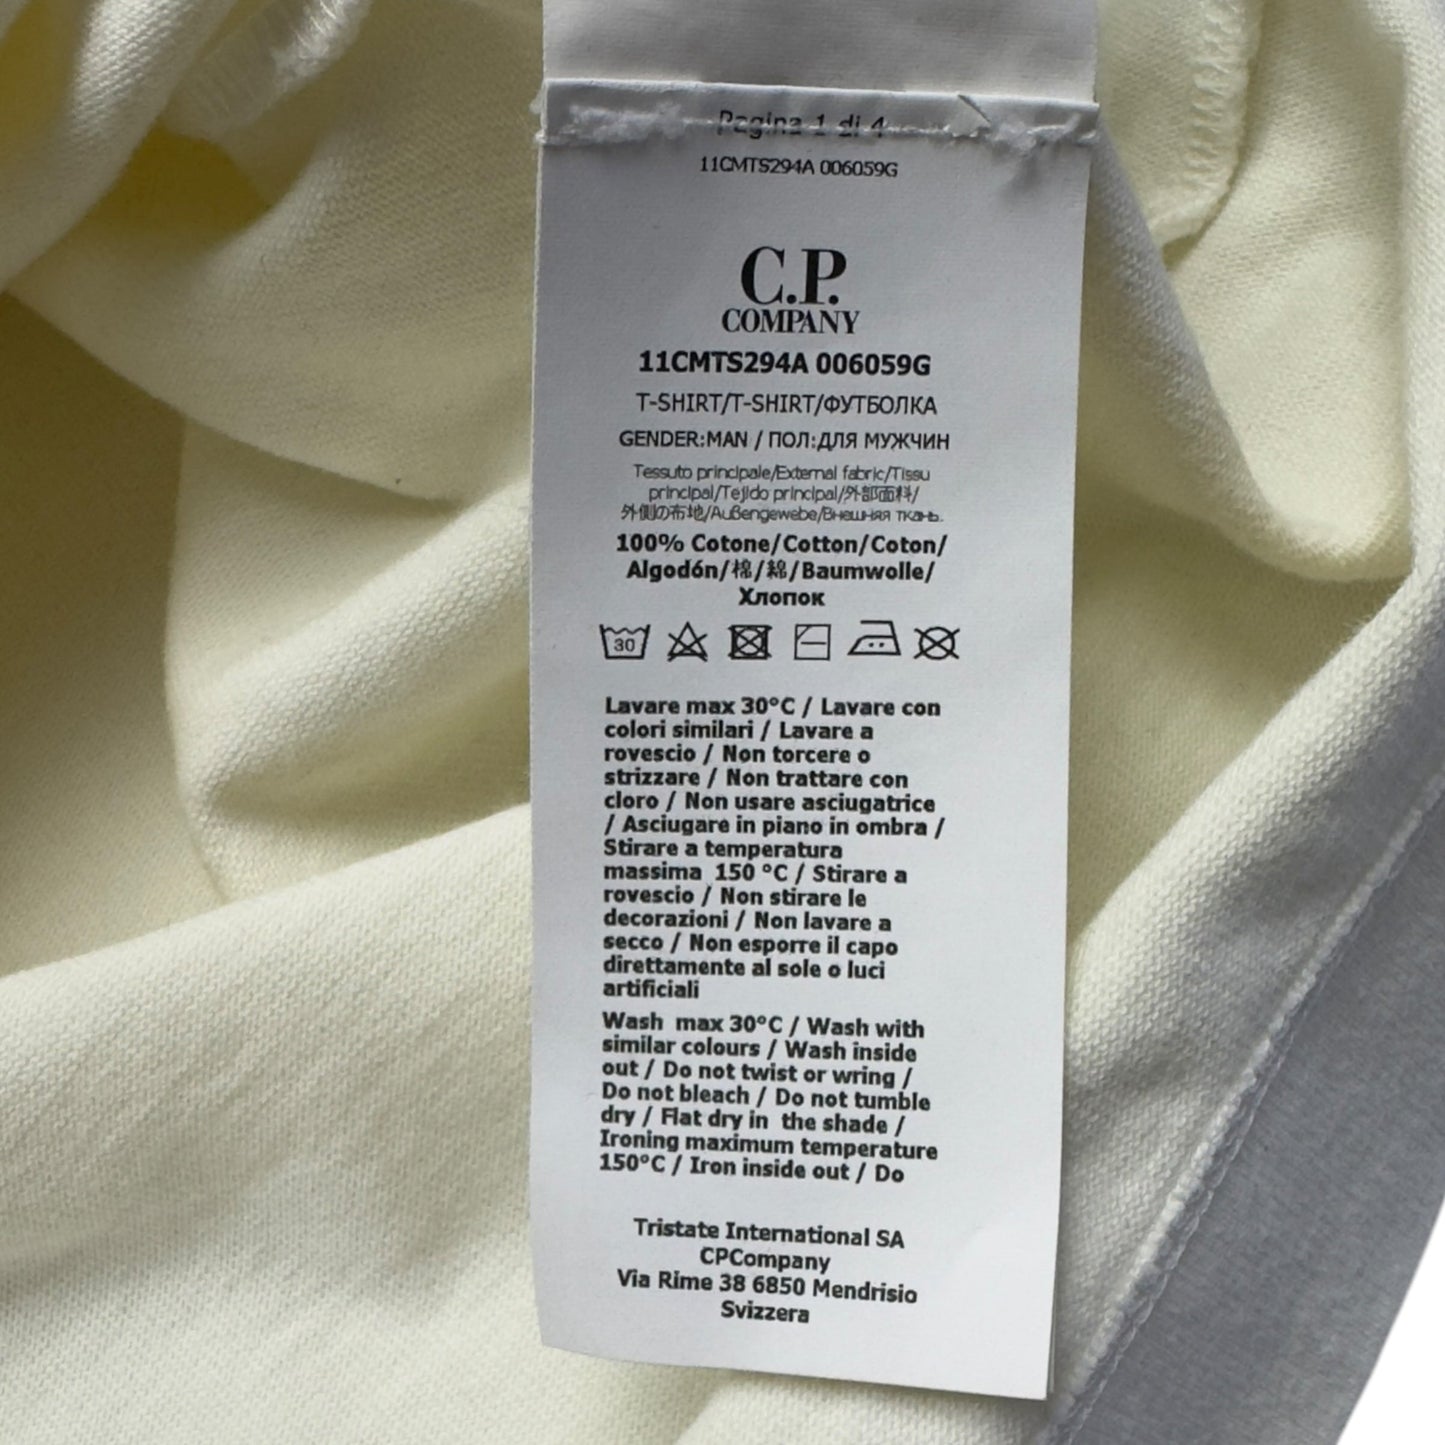 Pagina 1 di 4
11CMTS294A 006059G
C.P.
COMPANY
11CMTS294A 006059G
T-SHIRT/T-SHIRT/ФУТБОЛКА
GENDER:MAN / ПОЛ:ДЛЯ МУЖЧИН
Tessuto principale/External fabric/Tissu
principal/Tejido principal/外部面料/
外側の布地/Außengewebe/Внешняя ткань.
100% Cotone/Cotton/Coton/
Algodón/棉/綿/Baumwolle/
Хлопок
30
Lavare max 30°C / Lavare con
colori similari / Lavare a
rovescio / Non torcere o
strizzare / Non trattare con
cloro / Non usare asciugatrice
/ Asciugare in piano in ombra /
Stirare a temperatura
massima 150 °C / Stirare a
rovescio / Non stirare le
decorazioni / Non lavare a
secco / Non esporre il capo
direttamente al sole o luci
artificiali
Wash max 30°C / Wash with
similar colours / Wash inside
out / Do not twist or wring /
Do not bleach / Do not tumble
dry / Flat dry in the shade /
Ironing maximum temperature
150°C / Iron inside out / Do
Tristate International SA
CPCompany
Via Rime 38 6850 Mendrisio
Svizzera